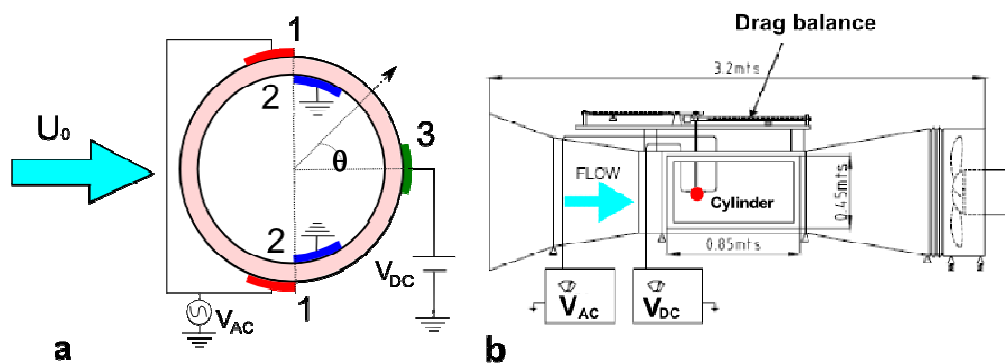 1
2
U₀
3
θ
2
V_DC
1
V_AC
a
Drag balance
3.2mts
FLOW
Cylinder
0.45mts
0.85mts
V_AC
V_DC
b